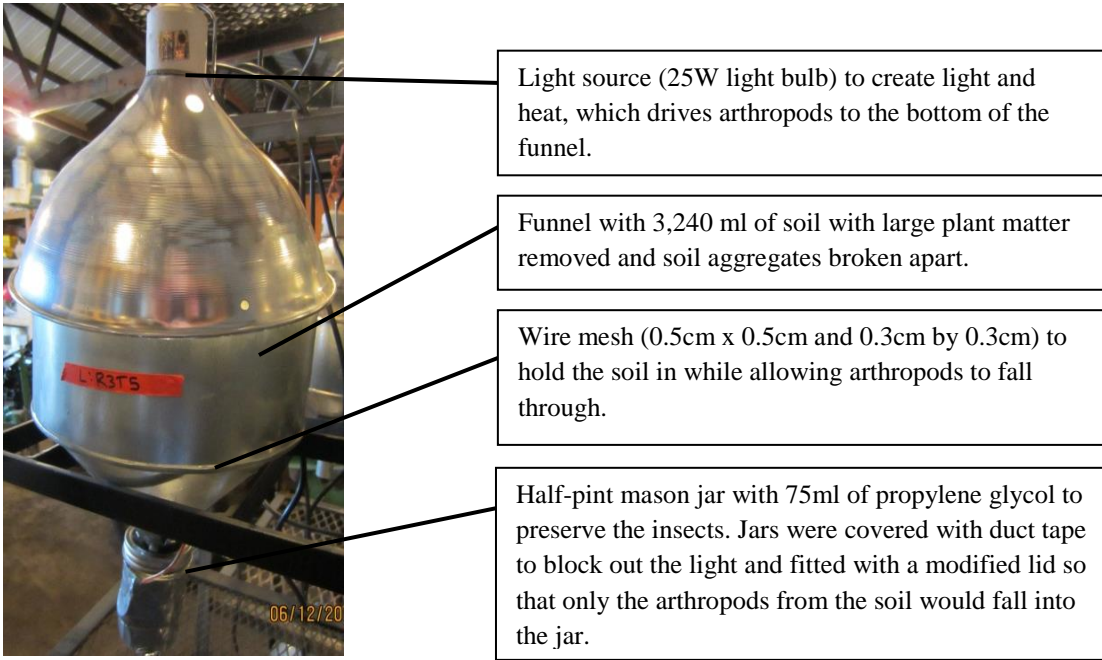 Light source (25W light bulb) to create light and
heat, which drives arthropods to the bottom of the
funnel.
Funnel with 3,240 ml of soil with large plant matter
removed and soil aggregates broken apart.
L:R3T5
Wire mesh (0.5cm x 0.5cm and 0.3cm by 0.3cm) to
hold the soil in while allowing arthropods to fall
through.
Half-pint mason jar with 75ml of propylene glycol to
preserve the insects. Jars were covered with duct tape
to block out the light and fitted with a modified lid so
that only the arthropods from the soil would fall into
the jar.
06/12/20